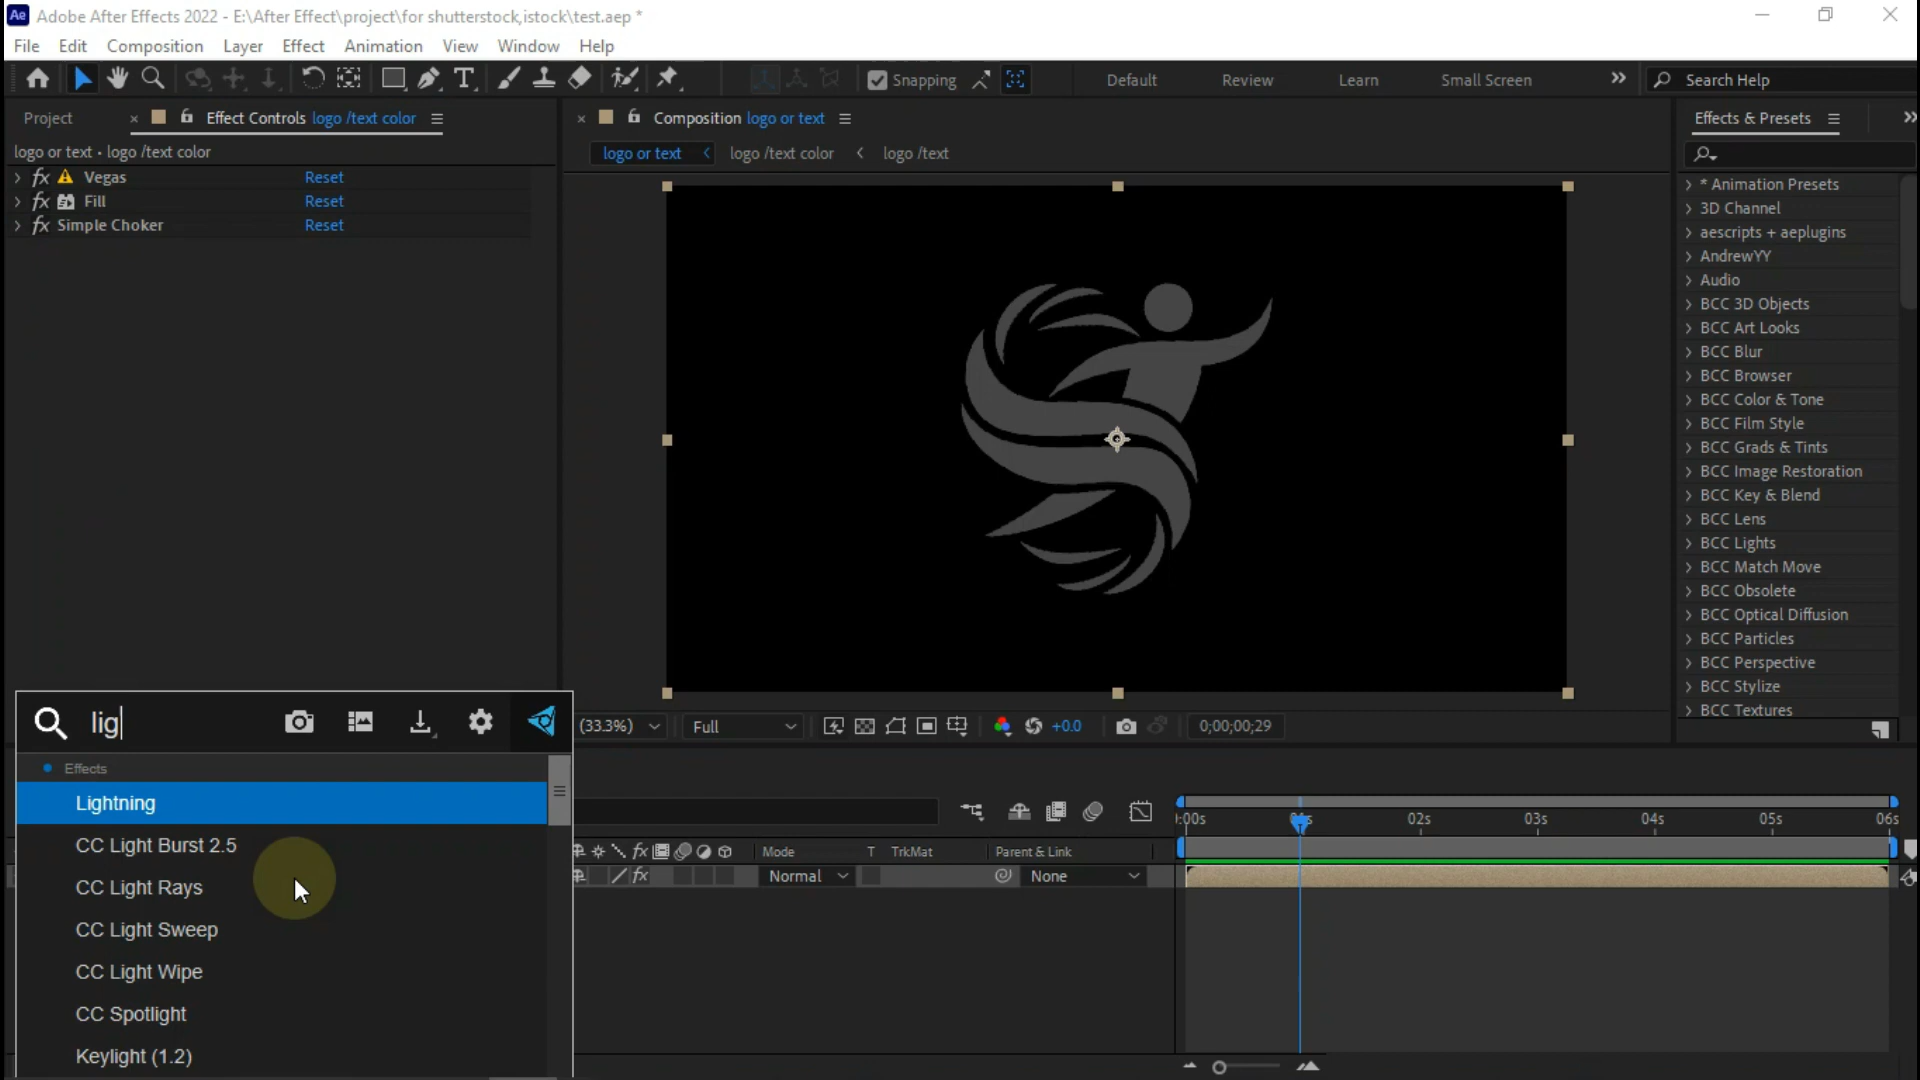 Ae Adobe After Effects 2022 - E:\After Effect\project\for shutterstock,istock\test.aep *
File Edit Composition Layer Effect Animation View Window Help
T Snapping Default Review Learn Small Screen » Search Help
Project × Effect Controls logo /text color
× Composition logo or text
Effects & Presets »
logo or text • logo /text color
logo or text < logo /text color < logo /text
> fx Vegas Reset
> fx Fill Reset
> fx Simple Choker Reset
> * Animation Presets
> 3D Channel
> aescripts + aeplugins
> AndrewYY
> Audio
> BCC 3D Objects
> BCC Art Looks
> BCC Blur
> BCC Browser
> BCC Color & Tone
> BCC Film Style
> BCC Grads & Tints
> BCC Image Restoration
> BCC Key & Blend
> BCC Lens
> BCC Lights
> BCC Match Move
> BCC Obsolete
> BCC Optical Diffusion
> BCC Particles
> BCC Perspective
> BCC Stylize
> BCC Textures
lig
(33.3%) Full +0.0 0;00;00;29
Effects
Lightning
CC Light Burst 2.5
CC Light Rays
CC Light Sweep
CC Light Wipe
CC Spotlight
Keylight (1.2)
:00s 02s 03s 04s 05s 06s
fx Mode T TrkMat Parent & Link
fx Normal None